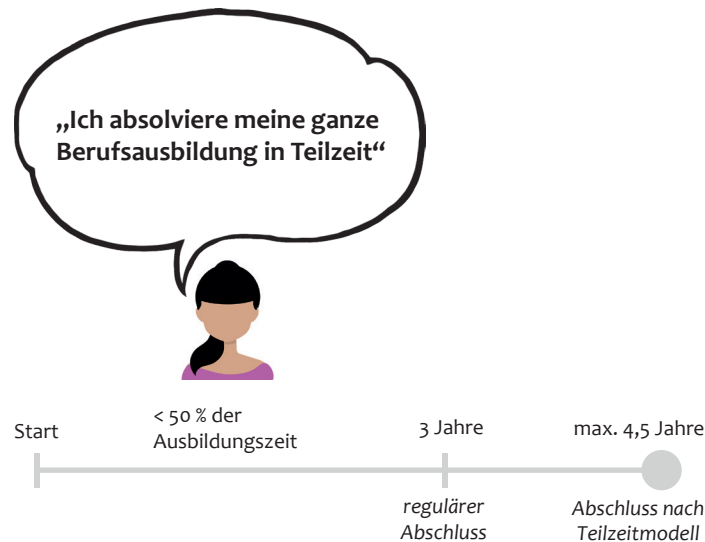 „Ich absolviere meine ganze
Berufsausbildung in Teilzeit“
Start
< 50 % der
Ausbildungszeit
3 Jahre
max. 4,5 Jahre
regulärer
Abschluss
Abschluss nach
Teilzeitmodell